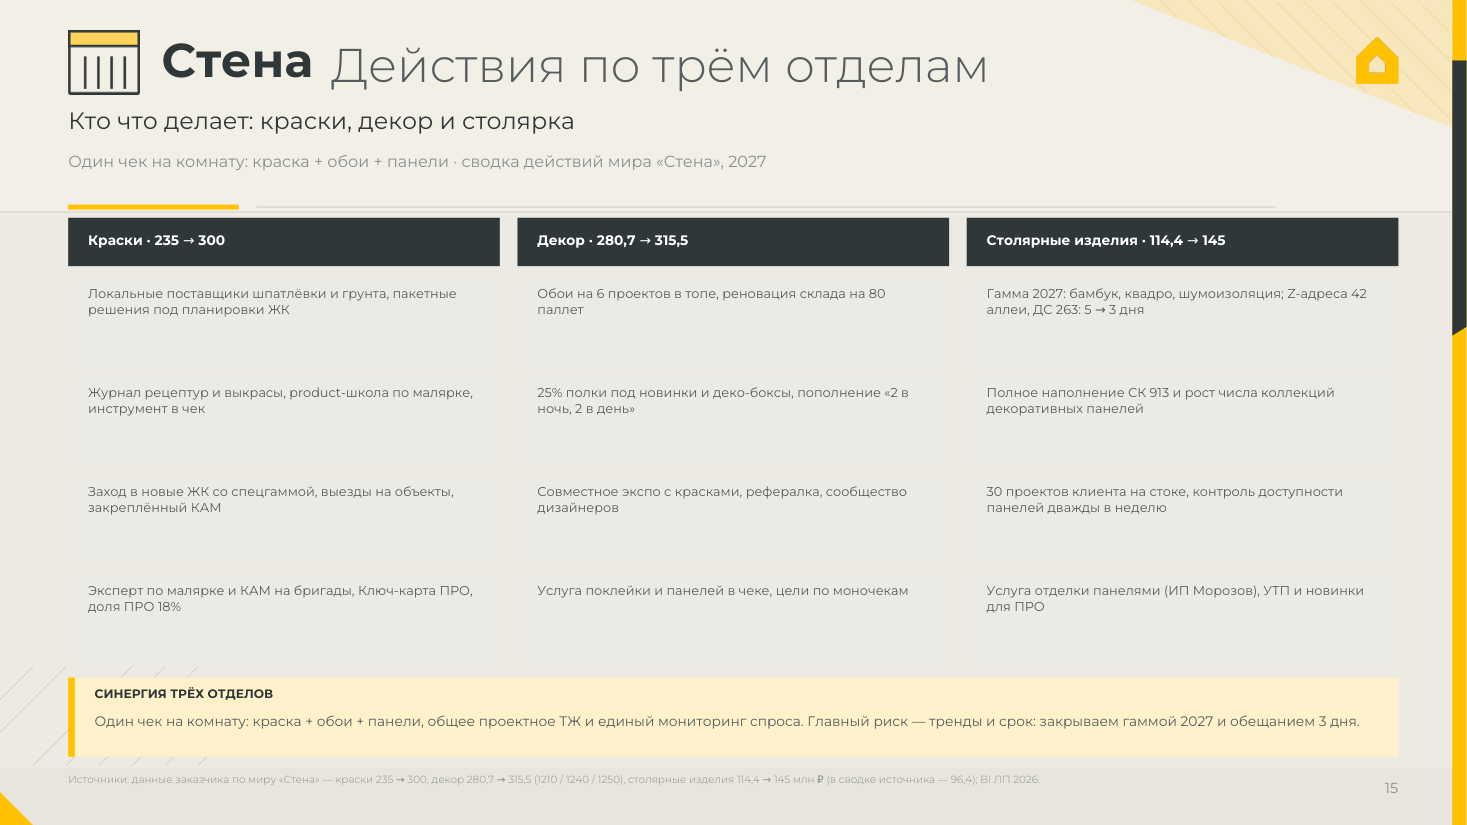 Стена Действия по трём отделам
Кто что делает: краски, декор и столярка
Один чек на комнату: краска + обои + панели · сводка действий мира «Стена», 2027
Краски · 235 → 300
Локальные поставщики шпатлёвки и грунта, пакетные
решения под планировки ЖК
Журнал рецептур и выкрасы, product-школа по малярке,
инструмент в чек
Заход в новые ЖК со спецгаммой, выезды на объекты,
закреплённый КАМ
Эксперт по малярке и КАМ на бригады, Ключ-карта ПРО,
доля ПРО 18%
Декор · 280,7 → 315,5
Обои на 6 проектов в топе, реновация склада на 80
паллет
25% полки под новинки и деко-боксы, пополнение «2 в
ночь, 2 в день»
Совместное экспо с красками, рефералка, сообщество
дизайнеров
Услуга поклейки и панелей в чеке, цели по моночекам
Столярные изделия · 114,4 → 145
Гамма 2027: бамбук, квадро, шумоизоляция; Z-адреса 42
аллеи, ДС 263: 5 → 3 дня
Полное наполнение СК 913 и рост числа коллекций
декоративных панелей
30 проектов клиента на стоке, контроль доступности
панелей дважды в неделю
Услуга отделки панелями (ИП Морозов), УТП и новинки
для ПРО
СИНЕРГИЯ ТРЁХ ОТДЕЛОВ
Один чек на комнату: краска + обои + панели, общее проектное ТЖ и единый мониторинг спроса. Главный риск — тренды и срок: закрываем гаммой 2027 и обещанием 3 дня.
Источники: данные заказчика по миру «Стена» — краски 235 → 300, декор 280,7 → 315,5 (1210 / 1240 / 1250), столярные изделия 114,4 → 145 млн ₽ (в сводке источника — 96,4); BI ЛП 2026.
15